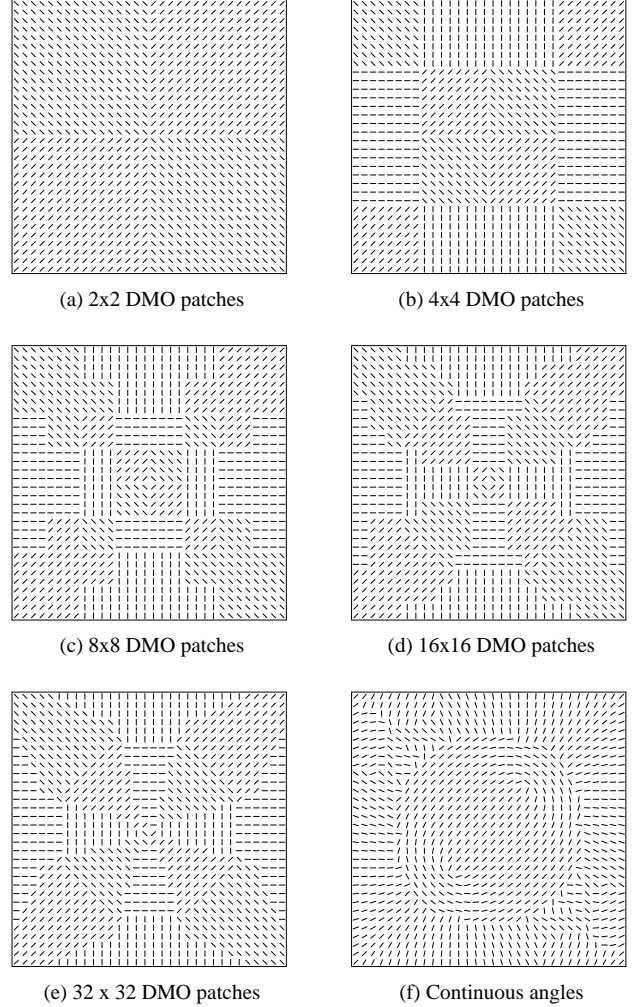 (a) 2x2 DMO patches
(b) 4x4 DMO patches
(c) 8x8 DMO patches
(d) 16x16 DMO patches
(e) 32 x 32 DMO patches
(f) Continuous angles